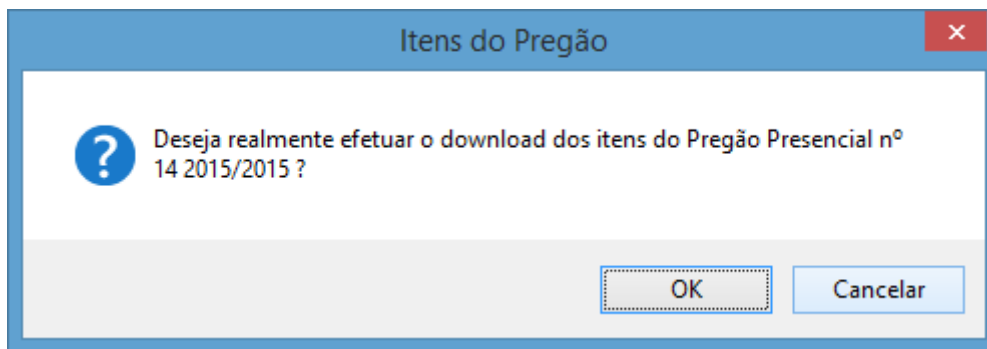 Itens do Pregão
Deseja realmente efetuar o download dos itens do Pregão Presencial nº
14 2015/2015 ?
OK
Cancelar